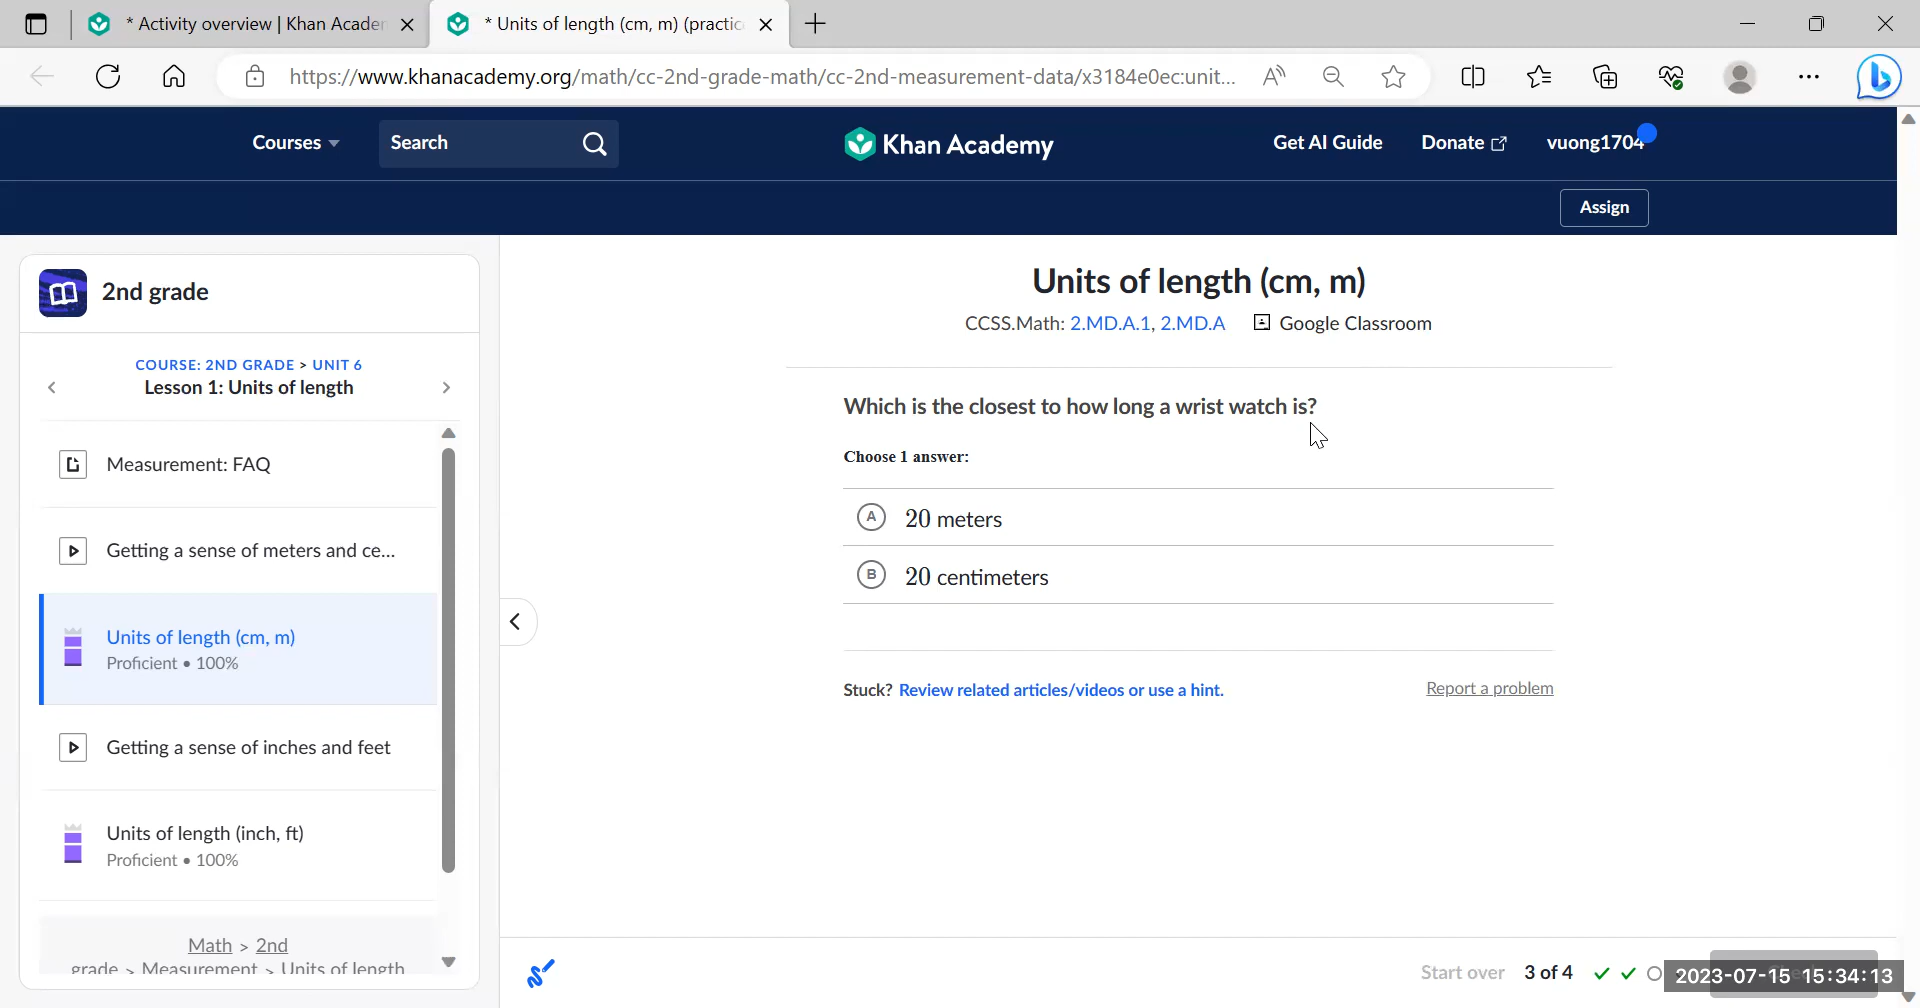 * Activity overview | Khan Acade
* Units of length (cm, m) (practic
https://www.khanacademy.org/math/cc-2nd-grade-math/cc-2nd-measurement-data/x3184e0ec:unit...
Courses
Search
Khan Academy
Get AI Guide
Donate
vuong1704
Assign
2nd grade
COURSE: 2ND GRADE > UNIT 6
Lesson 1: Units of length
Measurement: FAQ
Getting a sense of meters and ce...
Units of length (cm, m)
Proficient • 100%
Getting a sense of inches and feet
Units of length (inch, ft)
Proficient • 100%
Math > 2nd
grade > Measurement > Units of length
Units of length (cm, m)
CCSS.Math: 2.MD.A.1, 2.MD.A Google Classroom
Which is the closest to how long a wrist watch is?
Choose 1 answer:
A 20 meters
B 20 centimeters
Stuck? Review related articles/videos or use a hint.
Report a problem
Start over 3 of 4
2023-07-15 15:34:13